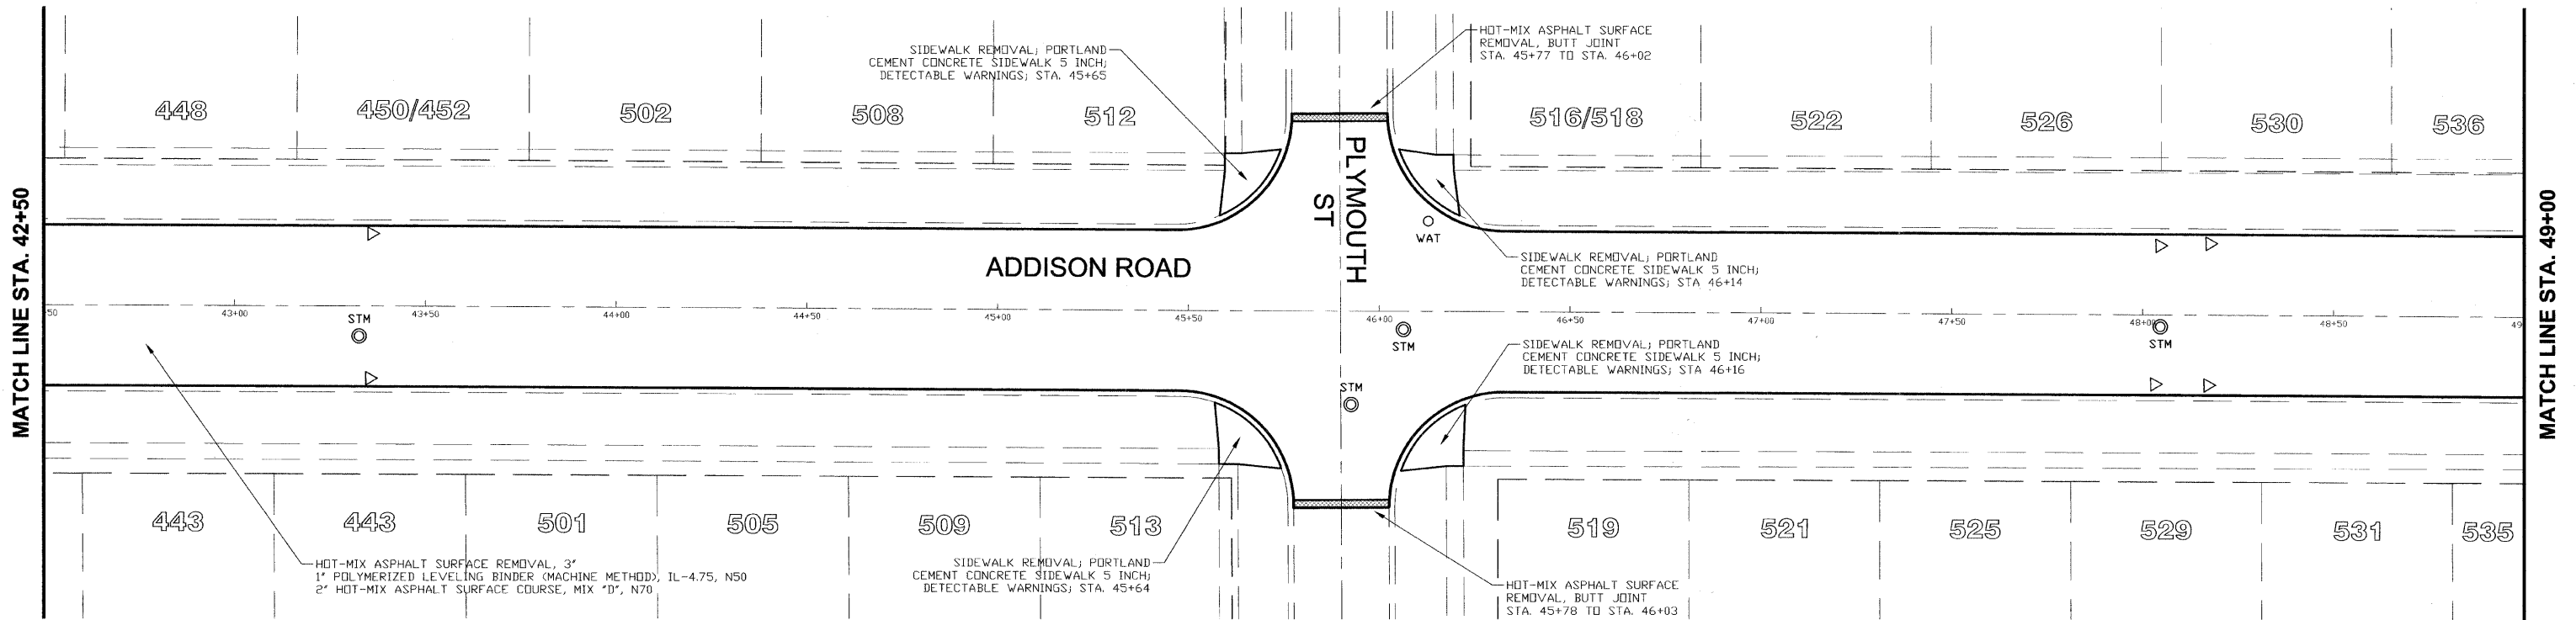 SIDEWALK REMOVAL; PORTLAND
CEMENT CONCRETE SIDEWALK 5 INCH;
DETECTABLE WARNINGS; STA. 45+65
HOT-MIX ASPHALT SURFACE
REMOVAL, BUTT JOINT
STA. 45+77 TO STA. 46+02
448
450/452
502
508
512
516/518
522
526
530
536
MATCH LINE STA. 42+50
PLYMOUTH
ST
WAT
ADDISON ROAD
SIDEWALK REMOVAL; PORTLAND
CEMENT CONCRETE SIDEWALK 5 INCH;
DETECTABLE WARNINGS; STA 46+14
MATCH LINE STA. 49+00
50
43+00
43+50
44+00
44+50
45+00
45+50
46+00
46+50
47+00
47+50
48+00
48+50
49
STM
STM
STM
STM
SIDEWALK REMOVAL; PORTLAND
CEMENT CONCRETE SIDEWALK 5 INCH;
DETECTABLE WARNINGS; STA 46+16
443
443
501
505
509
513
519
521
525
529
531
535
HOT-MIX ASPHALT SURFACE REMOVAL, 3"
1" POLYMERIZED LEVELING BINDER (MACHINE METHOD), IL-4.75, N50
2" HOT-MIX ASPHALT SURFACE COURSE, MIX "D", N70
SIDEWALK REMOVAL; PORTLAND
CEMENT CONCRETE SIDEWALK 5 INCH;
DETECTABLE WARNINGS; STA. 45+64
HOT-MIX ASPHALT SURFACE
REMOVAL, BUTT JOINT
STA. 45+78 TO STA. 46+03